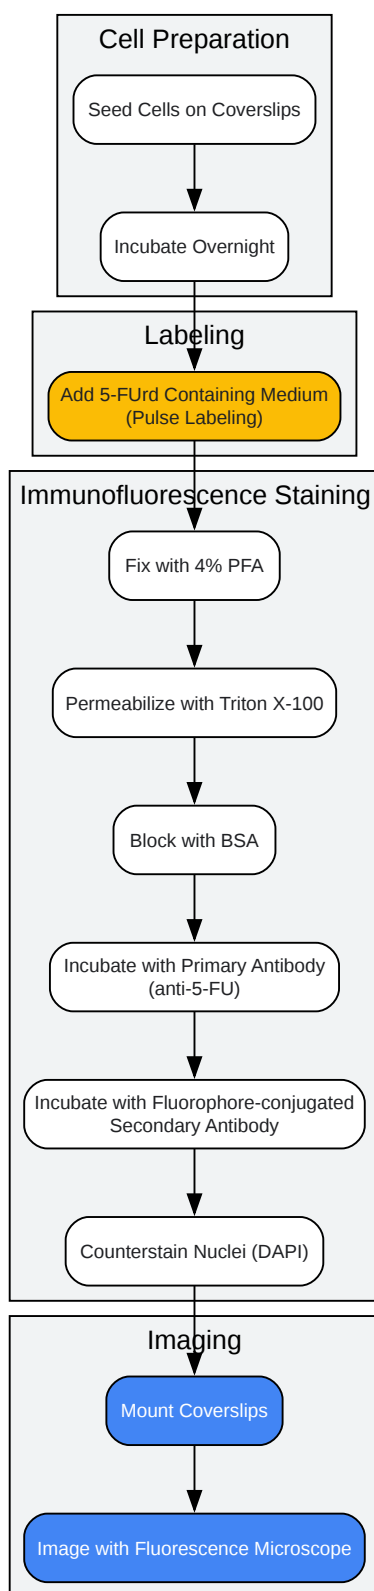 Cell Preparation
Seed Cells on Coverslips
Incubate Overnight
Labeling
Add 5-FUrd Containing Medium
(Pulse Labeling)
Immunofluorescence Staining
Fix with 4% PFA
Permeabilize with Triton X-100
Block with BSA
Incubate with Primary Antibody
(anti-5-FU)
Incubate with Fluorophore-conjugated
Secondary Antibody
Counterstain Nuclei (DAPI)
Imaging
Mount Coverslips
Image with Fluorescence Microscope